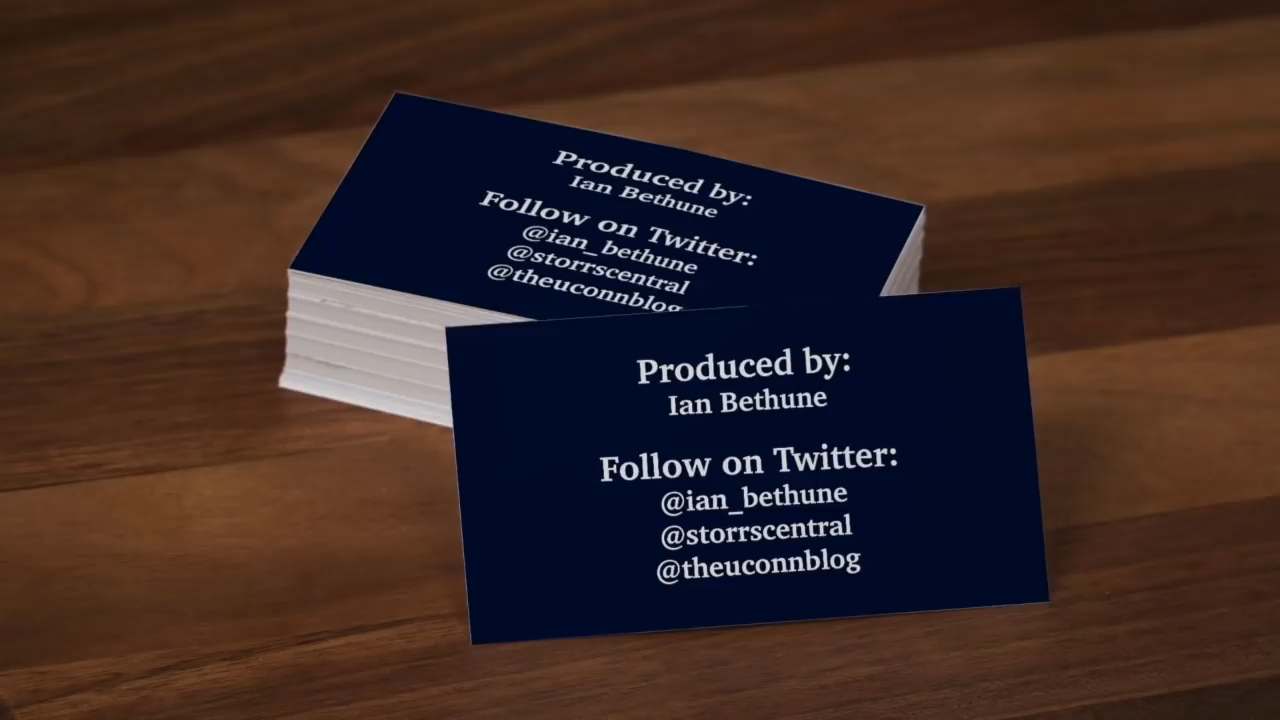 Produced by:
Ian Bethune
Follow on Twitter:
@ian_bethune
@storrscentral
@theuconnblog
Produced by:
Ian Bethune
Follow on Twitter:
@ian_bethune
@storrscentral
@theuconnblog